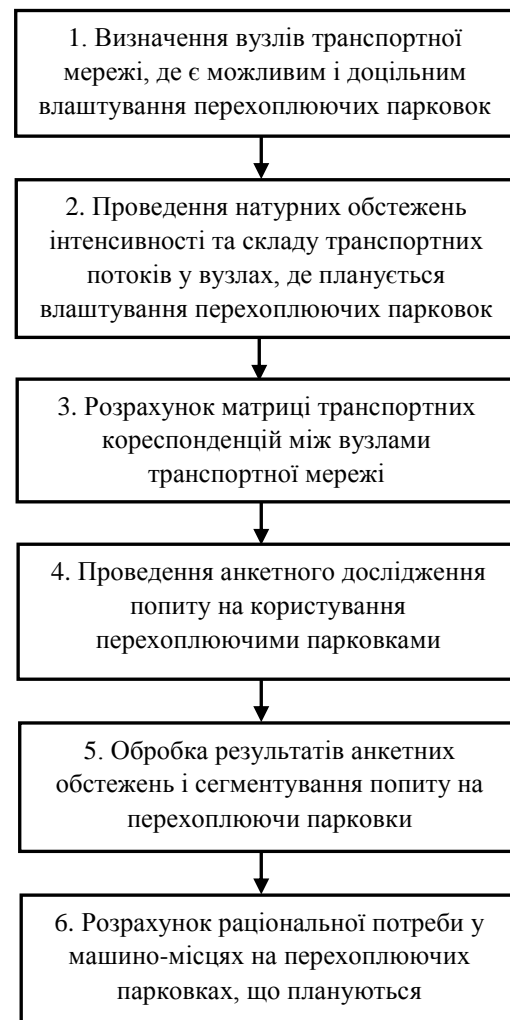 1. Визначення вузлів транспортної
мережі, де є можливим і доцільним
влаштування перехоплюючих парковок
2. Проведення натурних обстежень
інтенсивності та складу транспортних
потоків у вузлах, де планується
влаштування перехоплюючих парковок
3. Розрахунок матриці транспортних
кореспонденцій між вузлами
транспортної мережі
4. Проведення анкетного дослідження
попиту на користування
перехоплюючими парковками
5. Обробка результатів анкетних
обстежень і сегментування попиту на
перехоплюючи парковки
6. Розрахунок раціональної потреби у
машино-місцях на перехоплюючих
парковках, що плануються